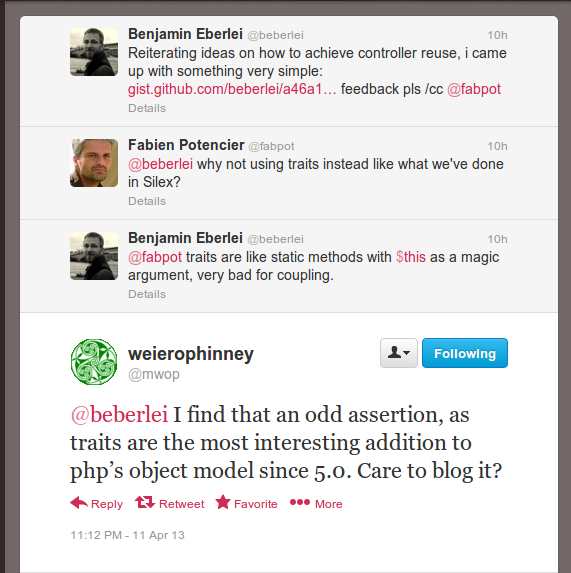 Benjamin Eberlei @beberlei 10h
Reiterating ideas on how to achieve controller reuse, i came
up with something very simple:
gist.github.com/beberlei/a46a1… feedback pls /cc @fabpot
Details
Fabien Potencier @fabpot 10h
@beberlei why not using traits instead like what we've done
in Silex?
Details
Benjamin Eberlei @beberlei 10h
@fabpot traits are like static methods with $this as a magic
argument, very bad for coupling.
Details
weierophinney
@mwop
Following
@beberlei I find that an odd assertion, as
traits are the most interesting addition to
php’s object model since 5.0. Care to blog it?
Reply Retweet Favorite More
11:12 PM - 11 Apr 13